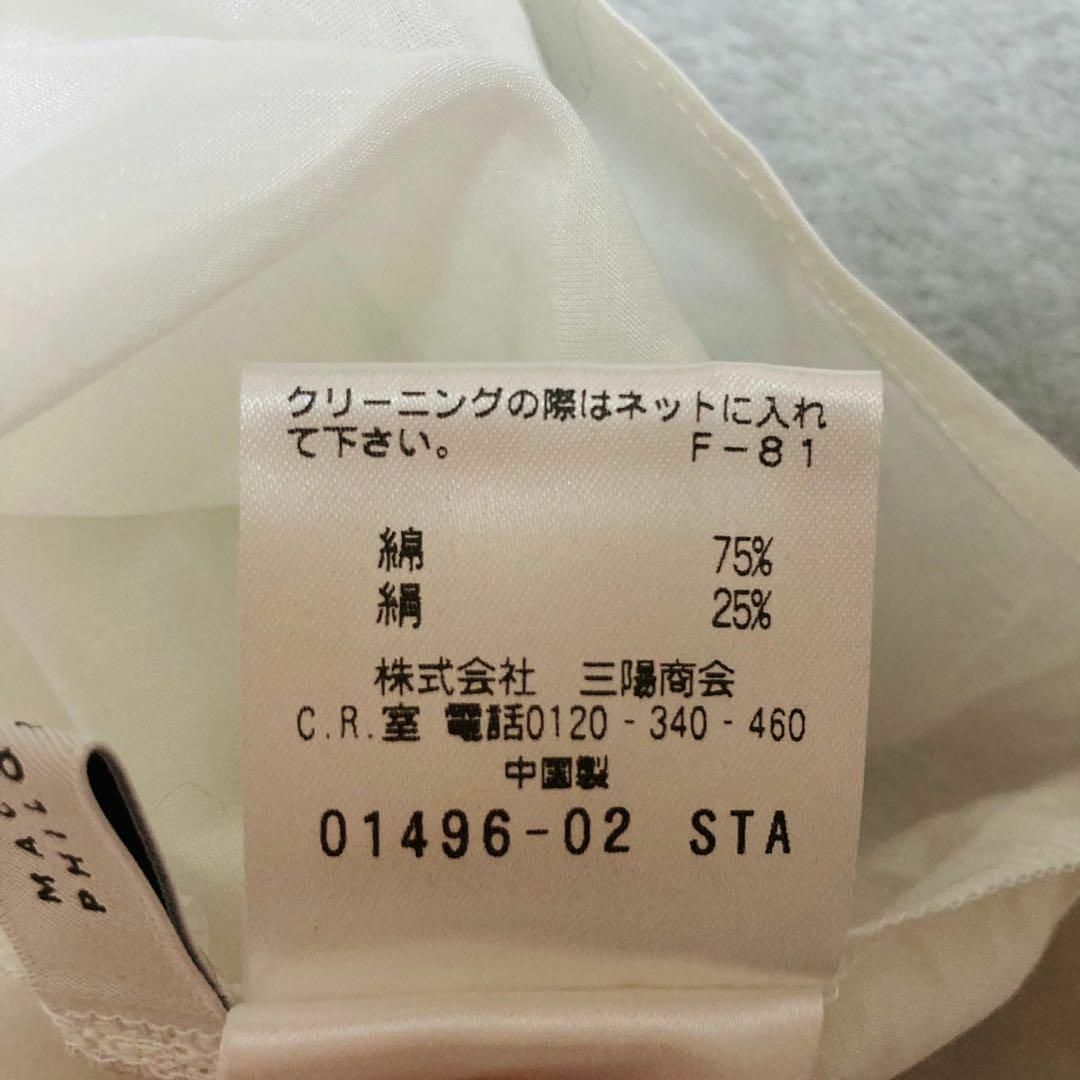 クリーニングの際はネットに入れ
て下さい。 F-81
綿 75%
絹 25%
株式会社 三陽商会
C.R.室 電話0120-340-460
中国製
01496-02 STA